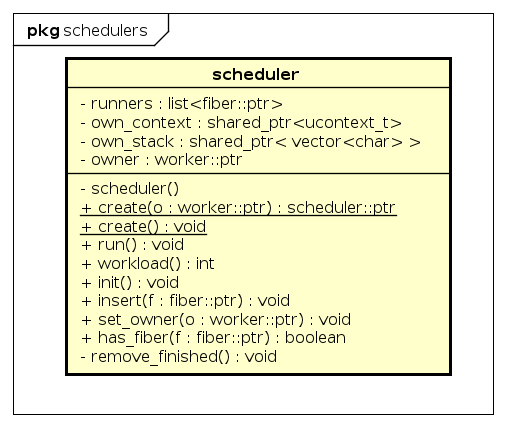 pkg schedulers
scheduler
- runners : list<fiber::ptr>
- own_context : shared_ptr<ucontext_t>
- own_stack : shared_ptr< vector<char> >
- owner : worker::ptr
- scheduler()
+ create(o : worker::ptr) : scheduler::ptr
+ create() : void
+ run() : void
+ workload() : int
+ init() : void
+ insert(f : fiber::ptr) : void
+ set_owner(o : worker::ptr) : void
+ has_fiber(f : fiber::ptr) : boolean
- remove_finished() : void